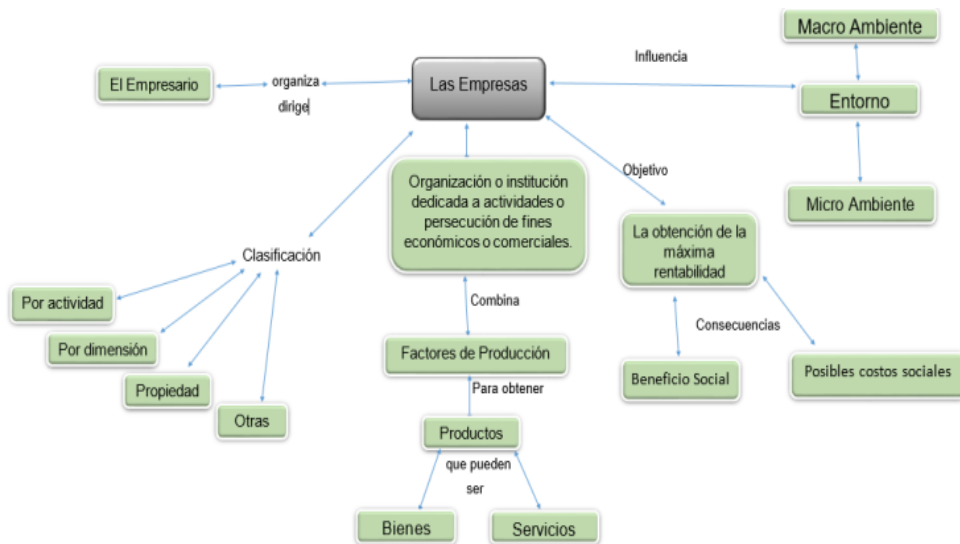 Macro Ambiente
Influencia
El Empresario
organiza
dirige
Las Empresas
Entorno
Organización o institución
dedicada a actividades o
persecución de fines
económicos o comerciales.
Objetivo
Micro Ambiente
La obtención de la
máxima
rentabilidad
Clasificación
Por actividad
Por dimensión
Propiedad
Otras
Combina
Factores de Producción
Para obtener
Productos
que pueden
ser
Bienes
Servicios
Consecuencias
Beneficio Social
Posibles costos sociales